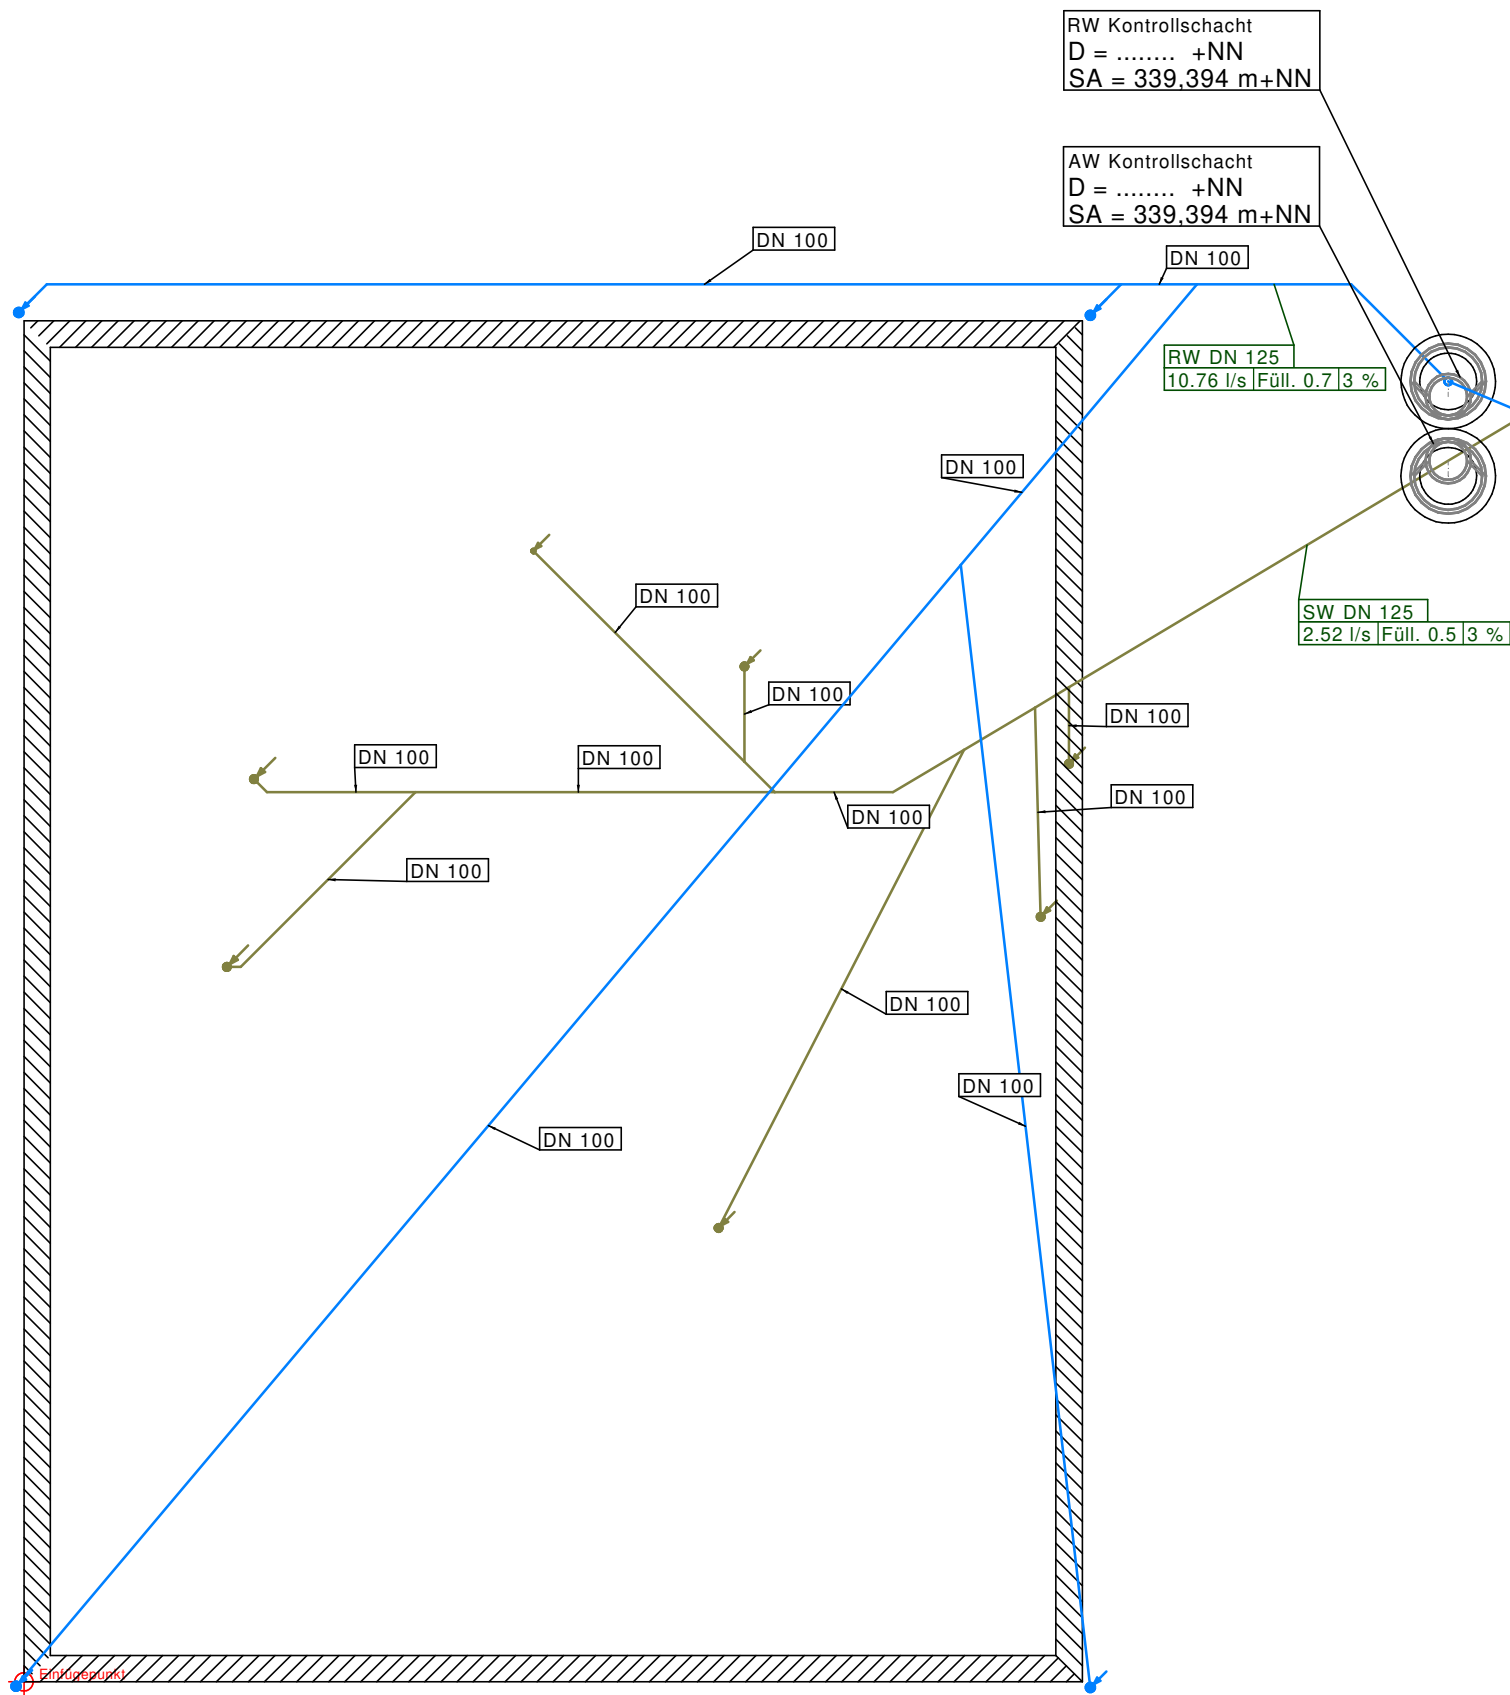 RW Kontrollschacht
D = ........ +NN
SA = 339,394 m+NN
AW Kontrollschacht
D = ........ +NN
SA = 339,394 m+NN
DN 100
DN 100
RW DN 125
10.76 l/s Füll. 0.7 3 %
DN 100
DN 100
SW DN 125
2.52 l/s Füll. 0.5 3 %
DN 100
DN 100
DN 100
DN 100
DN 100
DN 100
DN 100
DN 100
DN 100
DN 100
Einfügepunkt